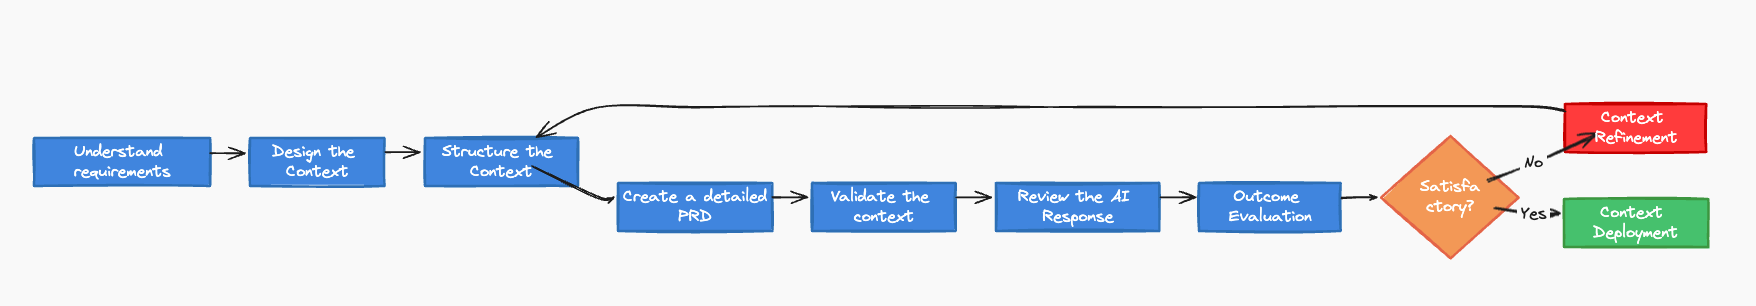 Understand
requirements
Design the
Context
Structure the
Context
Create a detailed
PRD
Validate the
context
Review the AI
Response
Outcome
Evaluation
Satisfa
ctory?
No
Context
Refinement
Yes
Context
Deployment